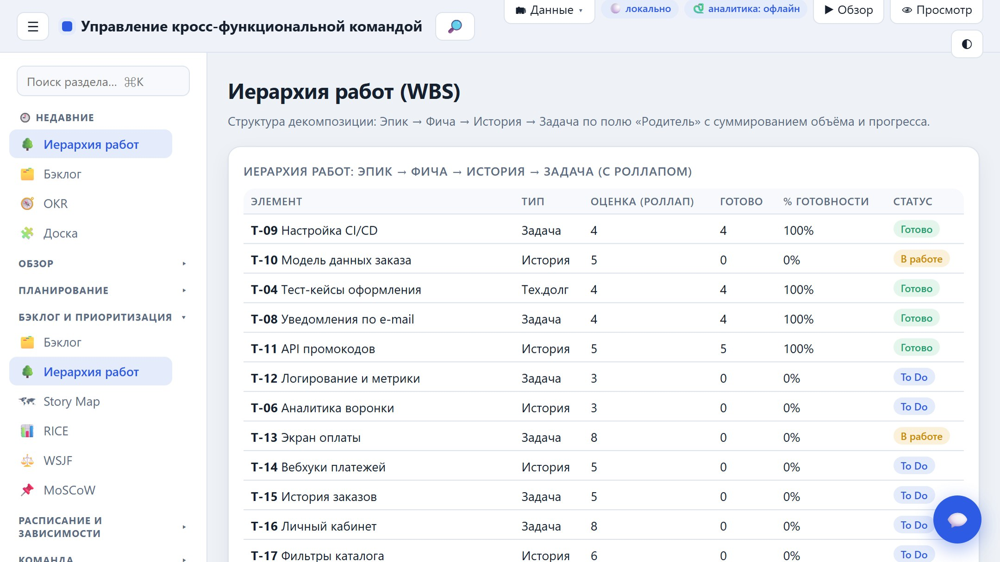 Управление кросс-функциональной командой
Данные
локально
аналитика: офлайн
Обзор
Просмотр
Поиск раздела... ⌘K
НЕДАВНИЕ
Иерархия работ
Бэклог
OKR
Доска
ОБЗОР
ПЛАНИРОВАНИЕ
БЭКЛОГ И ПРИОРИТИЗАЦИЯ
Бэклог
Иерархия работ
Story Map
RICE
WSJF
MoSCoW
РАСПИСАНИЕ И
ЗАВИСИМОСТИ
КОМАНДА
Иерархия работ (WBS)
Структура декомпозиции: Эпик → Фича → История → Задача по полю «Родитель» с суммированием объёма и прогресса.
ИЕРАРХИЯ РАБОТ: ЭПИК → ФИЧА → ИСТОРИЯ → ЗАДАЧА (С РОЛЛАПОМ)
ЭЛЕМЕНТ ТИП ОЦЕНКА (РОЛЛАП) ГОТОВО % ГОТОВНОСТИ СТАТУС
T-09 Настройка CI/CD Задача 4 4 100% Готово
T-10 Модель данных заказа История 5 0 0% В работе
T-04 Тест-кейсы оформления Тех.долг 4 4 100% Готово
T-08 Уведомления по e-mail Задача 4 4 100% Готово
T-11 API промокодов История 5 5 100% Готово
T-12 Логирование и метрики Задача 3 0 0% To Do
T-06 Аналитика воронки История 3 0 0% To Do
T-13 Экран оплаты Задача 8 0 0% В работе
T-14 Вебхуки платежей История 5 0 0% To Do
T-15 История заказов Задача 5 0 0% To Do
T-16 Личный кабинет Задача 8 0 0% To Do
T-17 Фильтры каталога История 6 0 0% To Do